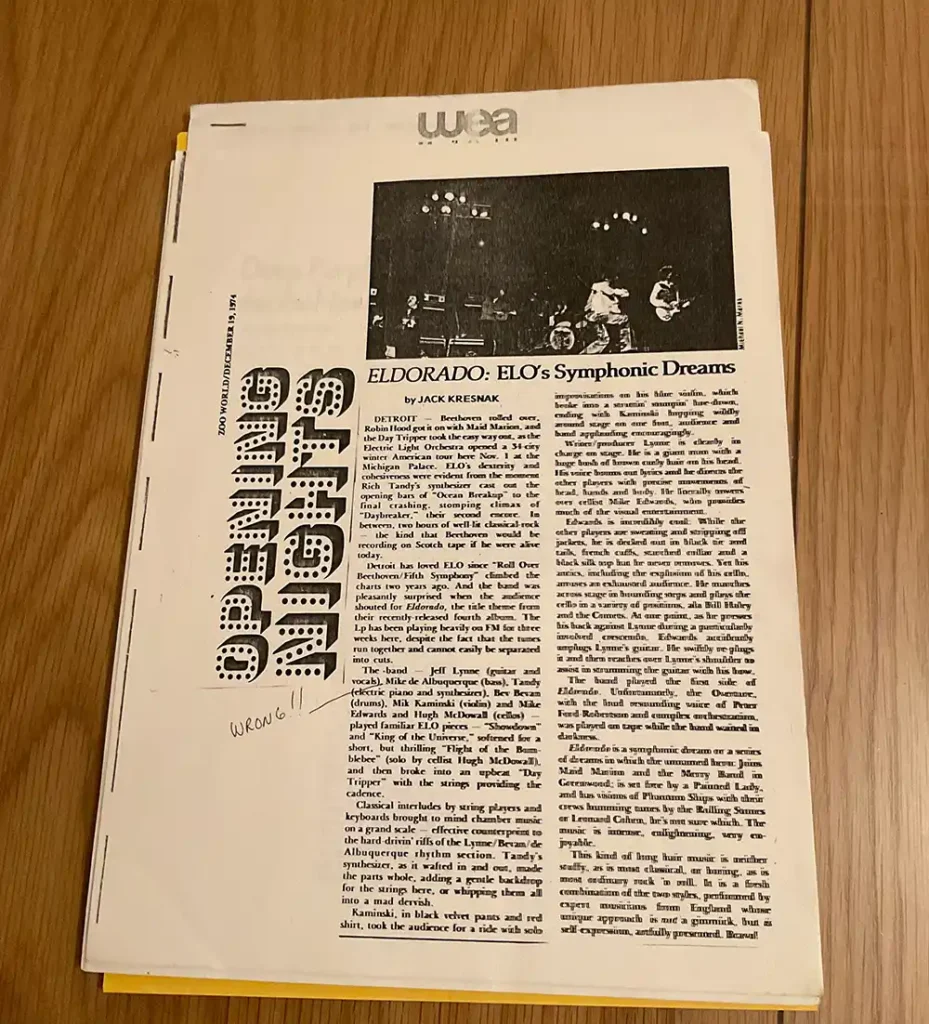 wea
ZOO WORLD/DECEMBER 19, 1974
OPENING
NIGHTS
Michael N. Marks
ELDORADO: ELO's Symphonic Dreams
by JACK KRESNAK
DETROIT — Beethoven rolled over,
Robin Hood got it on with Maid Marion, and
the Day Tripper took the easy way out, as the
Electric Light Orchestra opened a 34-city
winter American tour here Nov. 1 at the
Michigan Palace. ELO's dexterity and
cohesiveness were evident from the moment
Rich Tandy's synthesizer cast out the
opening bars of "Ocean Breakup" to the
final crashing, stomping climax of
"Daybreaker," their second encore. In
between, two hours of well-lit classical-rock
— the kind that Beethoven would be
recording on Scotch tape if he were alive
today.
Detroit has loved ELO since "Roll Over
Beethoven/Fifth Symphony" climbed the
charts two years ago. And the band was
pleasantly surprised when the audience
shouted for Eldorado, the title theme from
their recently-released fourth album. The
Lp has been playing heavily on FM for three
weeks here, despite the fact that the tunes
run together and cannot easily be separated
into cuts.
The band — Jeff Lynne (guitar and
vocals), Mike de Albuquerque (bass), Tandy
(electric piano and synthesizer), Bev Bevan
(drums), Mik Kaminski (violin) and Mike
Edwards and Hugh McDowall (cellos) —
played familiar ELO pieces — "Showdown"
and "King of the Universe," softened for a
short, but thrilling "Flight of the Bum-
blebee" (solo by cellist Hugh McDowall),
and then broke into an upbeat "Day
Tripper" with the strings providing the
cadence.
WRONG!!
Classical interludes by string players and
keyboards brought to mind chamber music
on a grand scale — effective counterpoint to
the hard-drivin' riffs of the Lynne/Bevan/de
Albuquerque rhythm section. Tandy's
synthesizer, as it wafted in and out, made
the parts whole, adding a gentle backdrop
for the strings here, or whipping them all
into a mad dervish.
Kaminski, in black velvet pants and red
shirt, took the audience for a ride with solo
improvisations on his blue violin, which
broke into a steamin' stompin' hoe-down,
ending with Kaminski hopping wildly
around stage on one foot, audience and
band applauding encouragingly.
Writer/producer Lynne is clearly in
charge on stage. He is a giant man with a
huge bush of brown curly hair on his head.
His voice booms out lyrics and he directs the
other players with precise movements of
head, hands and body. He literally towers
over cellist Mike Edwards, who provides
much of the visual entertainment.
Edwards is incredibly cool. While the
other players are sweating and stripping off
jackets, he is decked out in black tie and
tails, french cuffs, starched collar and a
black silk top hat he never removes. Yet his
antics, including the explosion of his cello,
amuses an exhausted audience. He marches
across stage in bounding steps and plays the
cello in a variety of positions, ala Bill Haley
and the Comets. At one point, as he presses
his back against Lynne during a particularly
involved crescendo, Edwards accidently
unplugs Lynne's guitar. He swiftly re-plugs
it and then reaches over Lynne's shoulder to
assist in strumming the guitar with his bow.
The band played the first side of
Eldorado. Unfortunately, the Overture,
with the loud resounding voice of Peter
Ford-Robertson and complex orchestration,
was played on tape while the band waited in
darkness.
Eldorado is a symphonic dream or a series
of dreams in which the unnamed hero: Joins
Maid Marion and the Merry Band in
Greenwood; is set free by a Painted Lady,
and has visions of Phantom Ships with their
crews humming tunes by the Rolling Stones
or Leonard Cohen, he's not sure which. The
music is intense, enlightening, very en-
joyable.
This kind of long hair music is neither
stuffy, as is most classical, or boring, as is
most ordinary rock 'n roll. It is a fresh
combination of the two styles, performed by
expert musicians from England whose
unique approach is not a gimmick, but is
self-expression, artfully presented. Bravo!